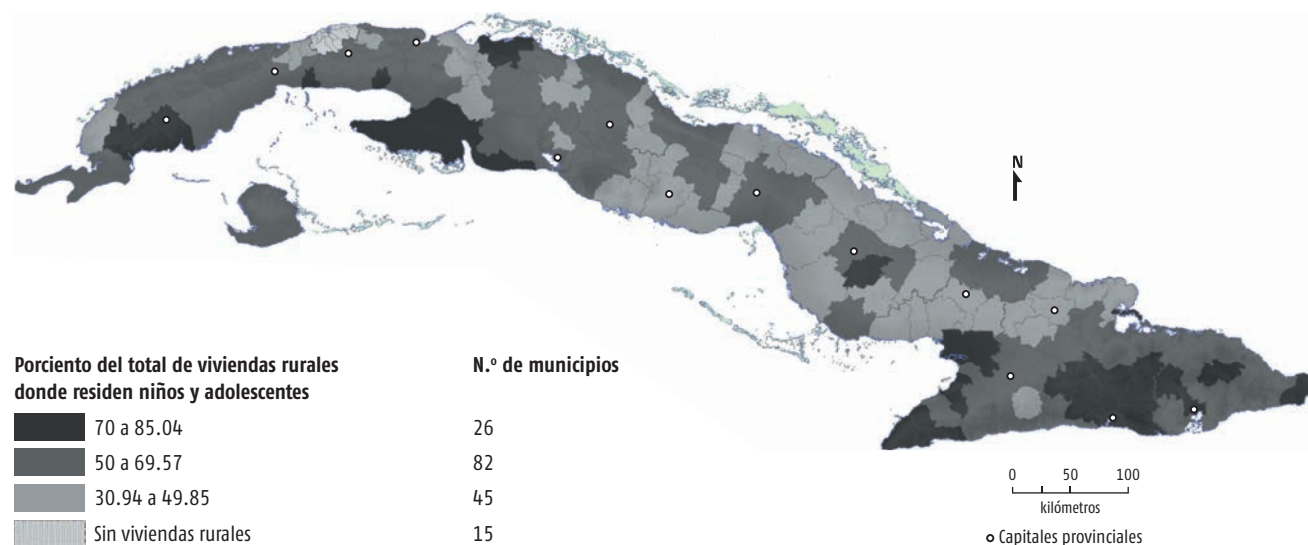 N
Porciento del total de viviendas rurales
donde residen niños y adolescentes
N.º de municipios
70 a 85.04 26
50 a 69.57 82
30.94 a 49.85 45
Sin viviendas rurales 15
0 50 100
kilómetros
Capitales provinciales